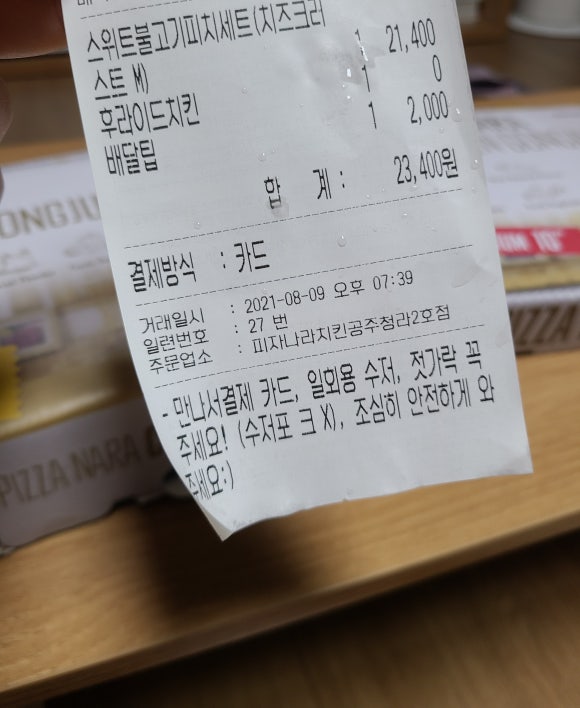 스위트불고기피치세트(치즈크러 1 21,400
스트 M) 1 0
후라이드치킨 1 2,000
배달팁
합 계 : 23,400원
결제방식 : 카드
거래일시 : 2021-08-09 오후 07:39
일련번호 : 27 번
주문업소 : 피자나라치킨공주청라2호점
- 만나서결제 카드, 일회용 수저, 젓가락 꼭
주세요! (수저포 크 X), 조심히 안전하게 와
주세요:)
ONGJU
PIZZA NARA
10"
PIZZA